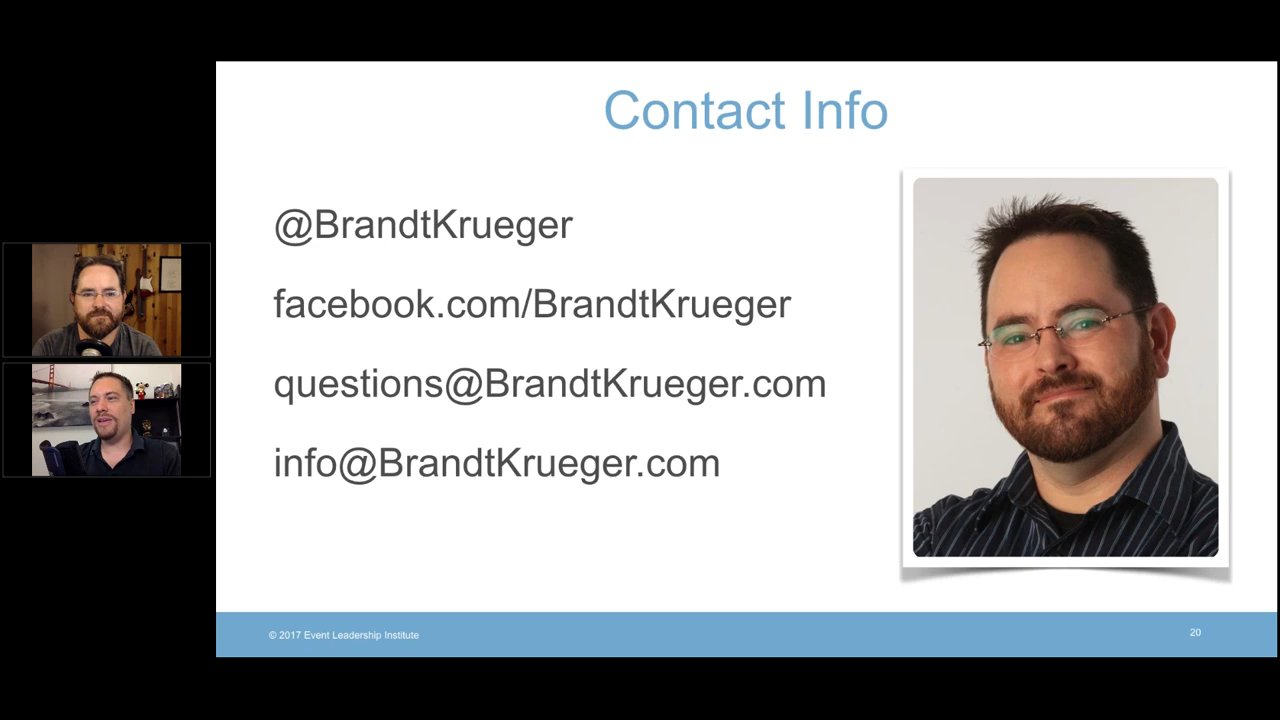 Contact Info
@BrandtKrueger
facebook.com/BrandtKrueger
questions@BrandtKrueger.com
info@BrandtKrueger.com
© 2017 Event Leadership Institute
20